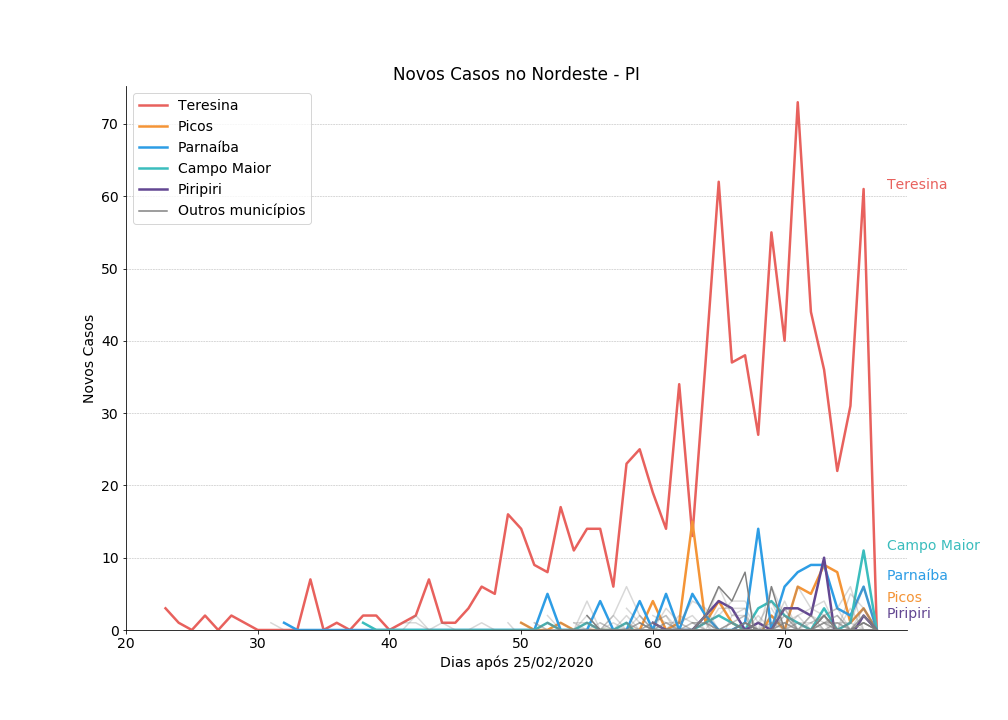 Novos Casos no Nordeste - PI
Teresina
Picos
Parnaíba
Campo Maior
Piripiri
Outros municípios
Novos Casos
70
60
50
40
30
20
10
0
20
30
40
50
60
70
Dias após 25/02/2020
Teresina
Campo Maior
Parnaíba
Picos
Piripiri